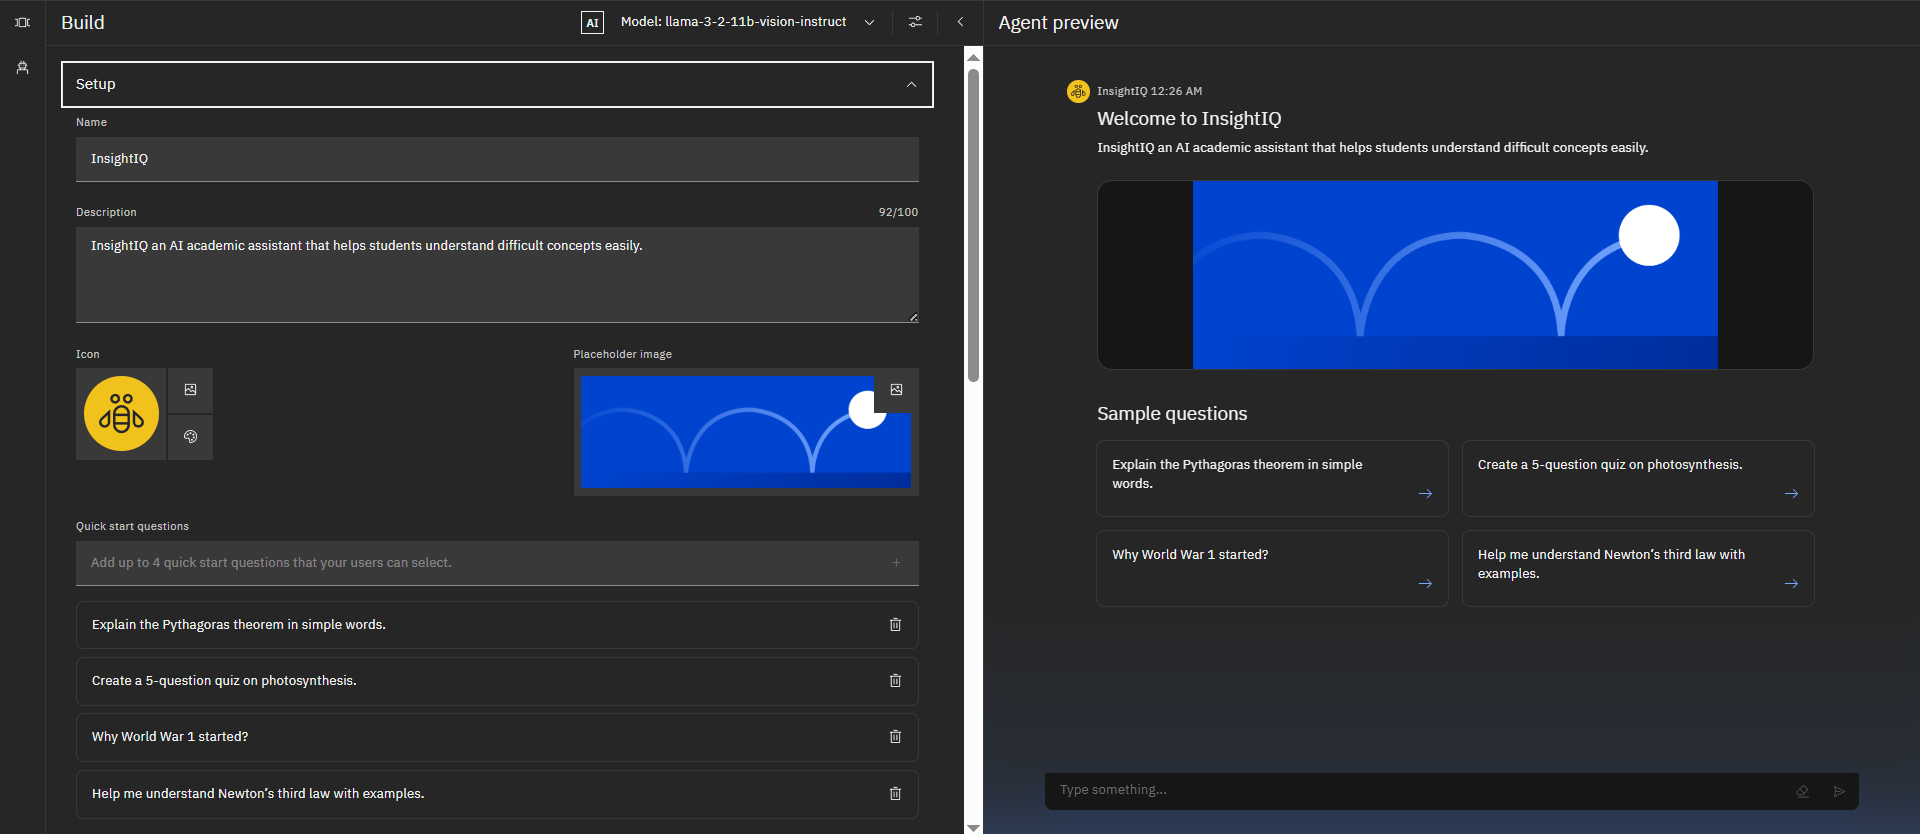 Build
AI
Model: llama-3-2-11b-vision-instruct
Setup
Name
InsightIQ
Description
92/100
InsightIQ an AI academic assistant that helps students understand difficult concepts easily.
Icon
Placeholder image
Quick start questions
Add up to 4 quick start questions that your users can select.
Explain the Pythagoras theorem in simple words.
Create a 5-question quiz on photosynthesis.
Why World War 1 started?
Help me understand Newton’s third law with examples.
Agent preview
InsightIQ 12:26 AM
Welcome to InsightIQ
InsightIQ an AI academic assistant that helps students understand difficult concepts easily.
Sample questions
Explain the Pythagoras theorem in simple
words.
Create a 5-question quiz on photosynthesis.
Why World War 1 started?
Help me understand Newton’s third law with
examples.
Type something...